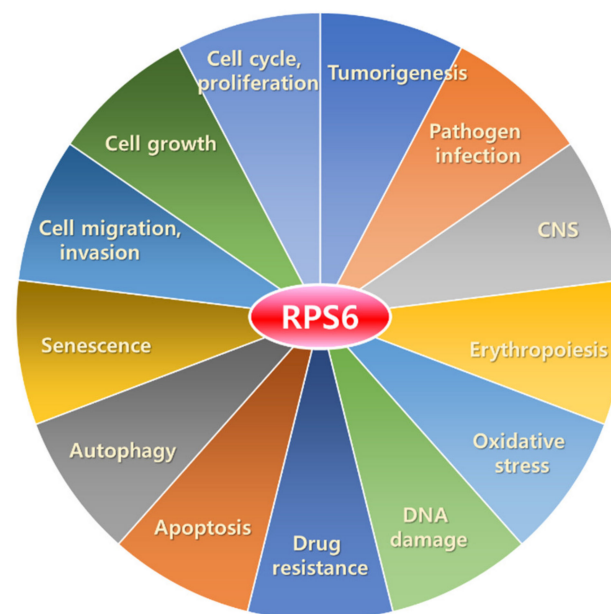 Tumorigenesis
Pathogen
infection
CNS
Erythropoiesis
Oxidative
stress
DNA
damage
Drug
resistance
Apoptosis
Autophagy
Senescence
Cell migration,
invasion
Cell growth
Cell cycle,
proliferation
RPS6